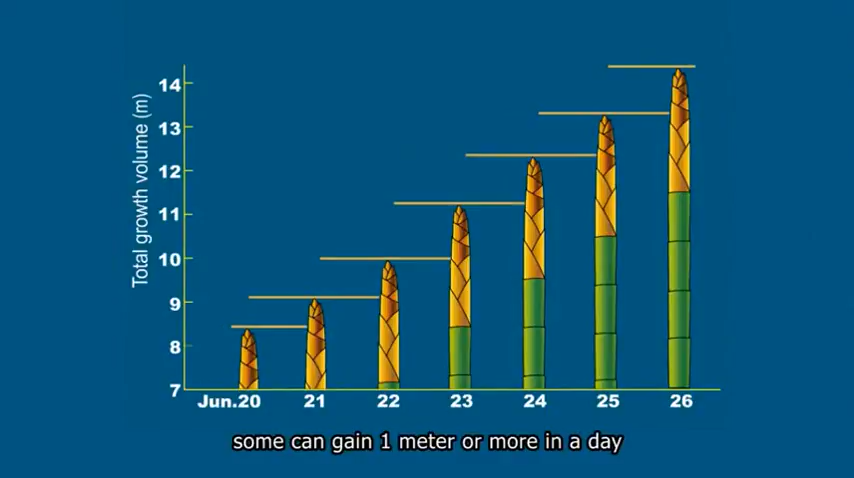 Total growth volume (m)
14
13
12
11
10
9
8
7
Jun.20 21 22 23 24 25 26
some can gain 1 meter or more in a day